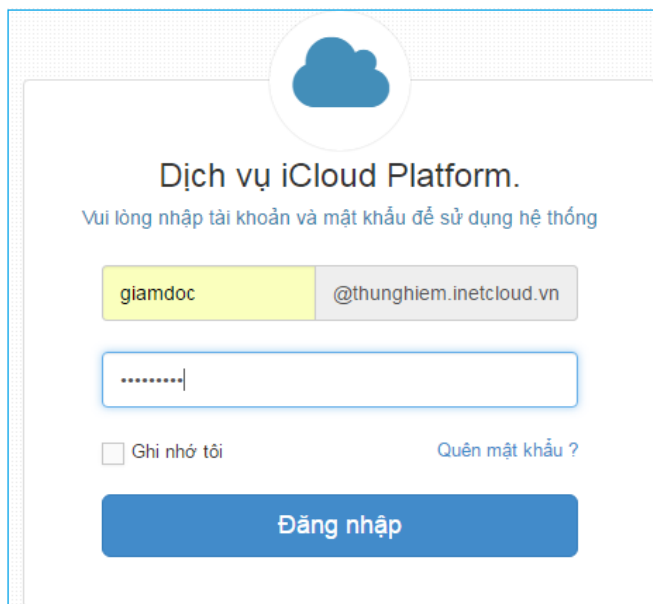 Dịch vụ iCloud Platform.
Vui lòng nhập tài khoản và mật khẩu để sử dụng hệ thống
giamdoc @thunghiem.inetcloud.vn
•••••••••
Ghi nhớ tôi Quên mật khẩu ?
Đăng nhập